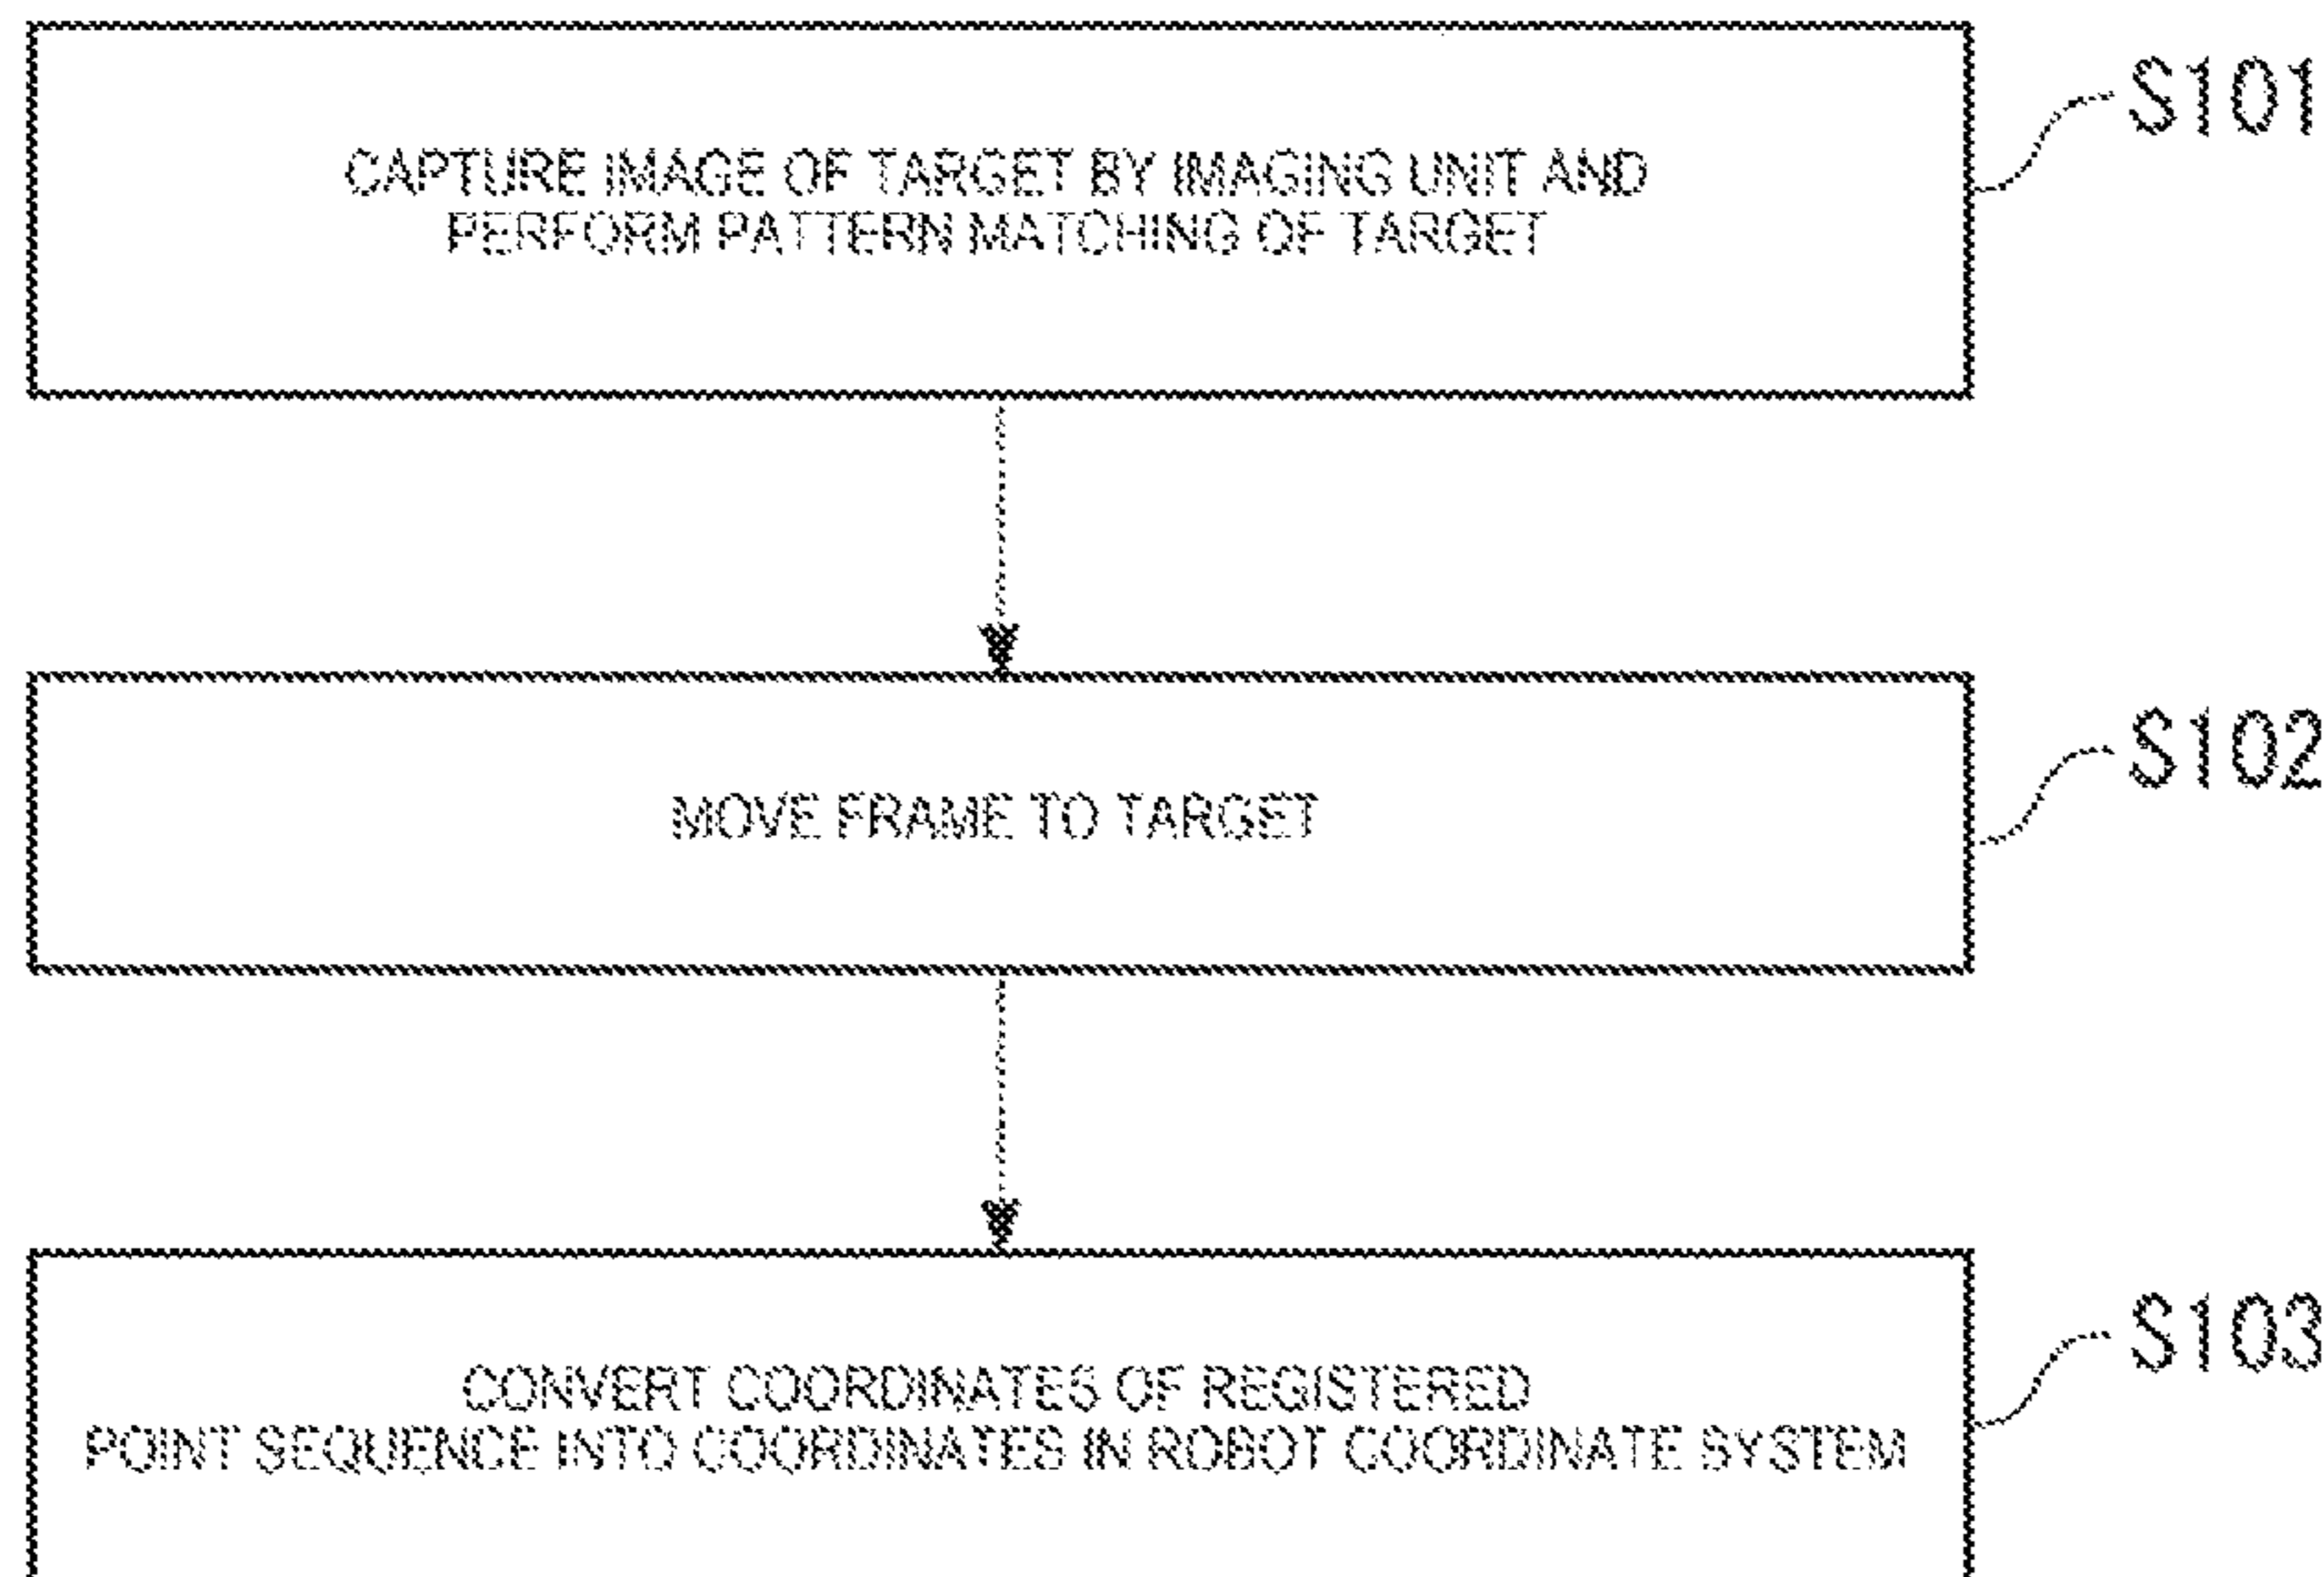 CAPTURE IMAGE OF TARGET BY IMAGING UNIT AND
PERFORM PATTERN MATCHING OF TARGET
S101
MOVE FRAME TO TARGET
S102
CONVERT COORDINATES OF REGISTERED
POINT SEQUENCE INTO COORDINATES IN ROBOT COORDINATE SYSTEM
S103